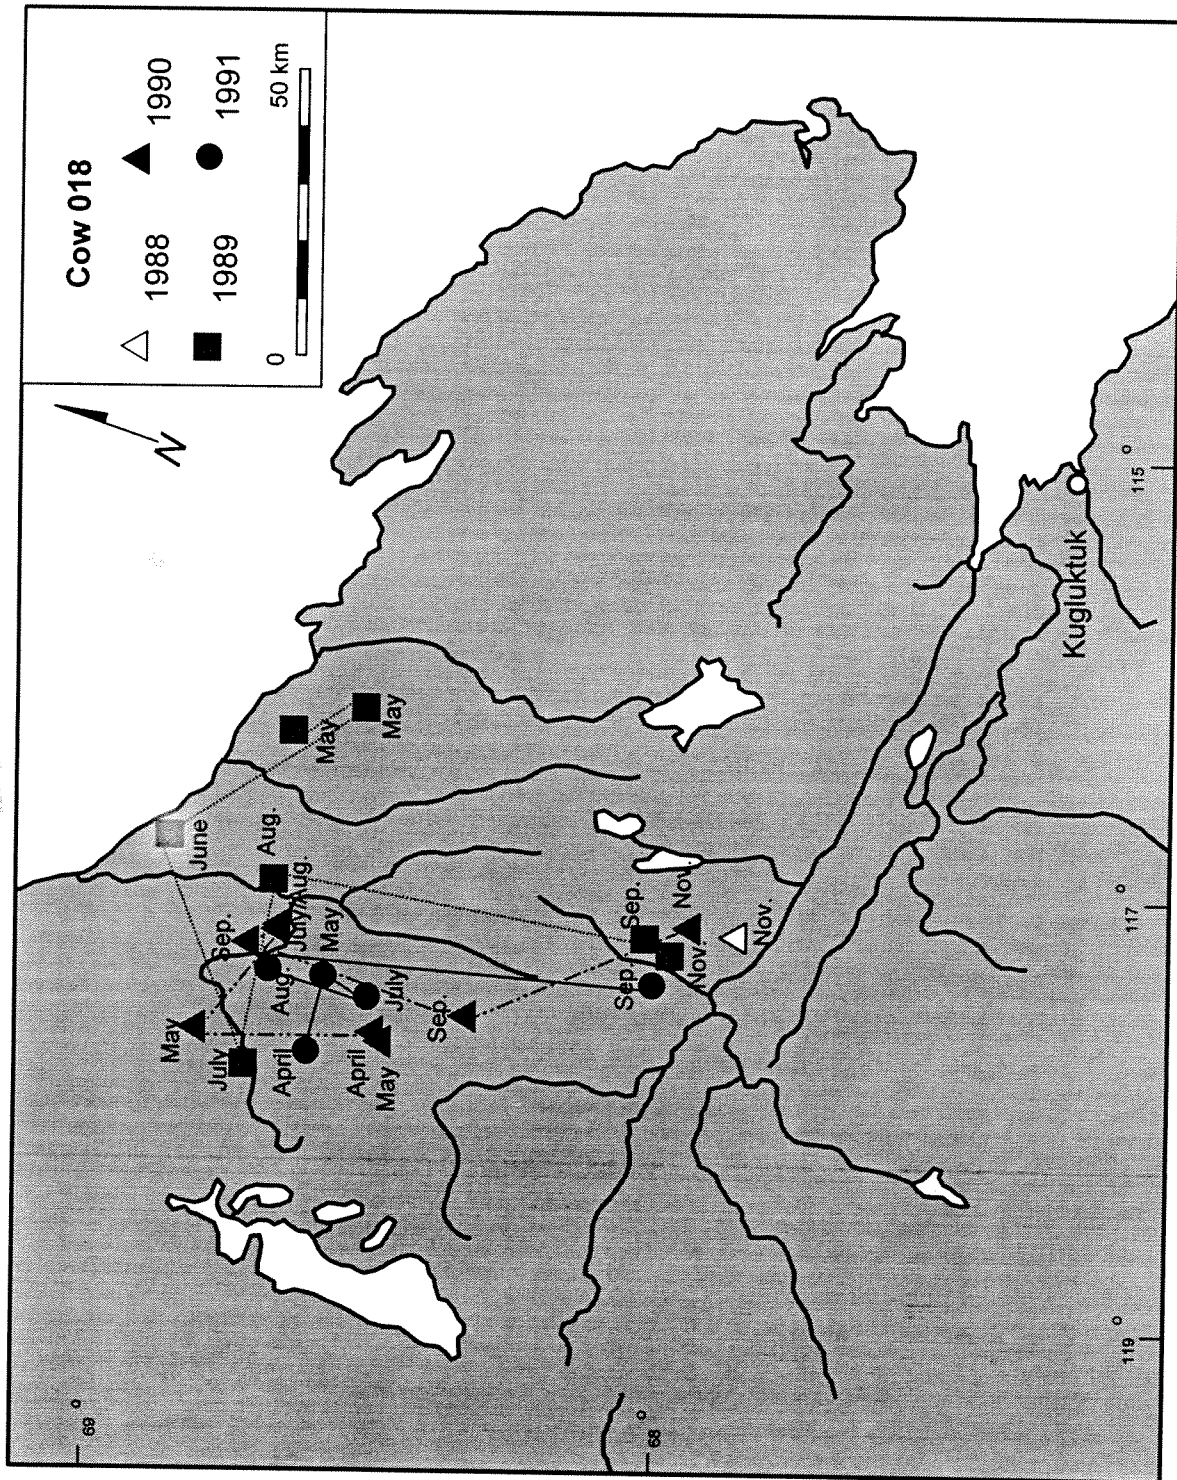 Cow 018
1988
1990
1989
1991
0
50 km
N
May
May
June
Aug.
July/Aug.
Sep.
May
Aug.
May
July
July
April
April
May
Sep.
Sep.
Nov.
Sep.
Nov.
Nov.
Kugluktuk
115°
117°
119°
69°
68°